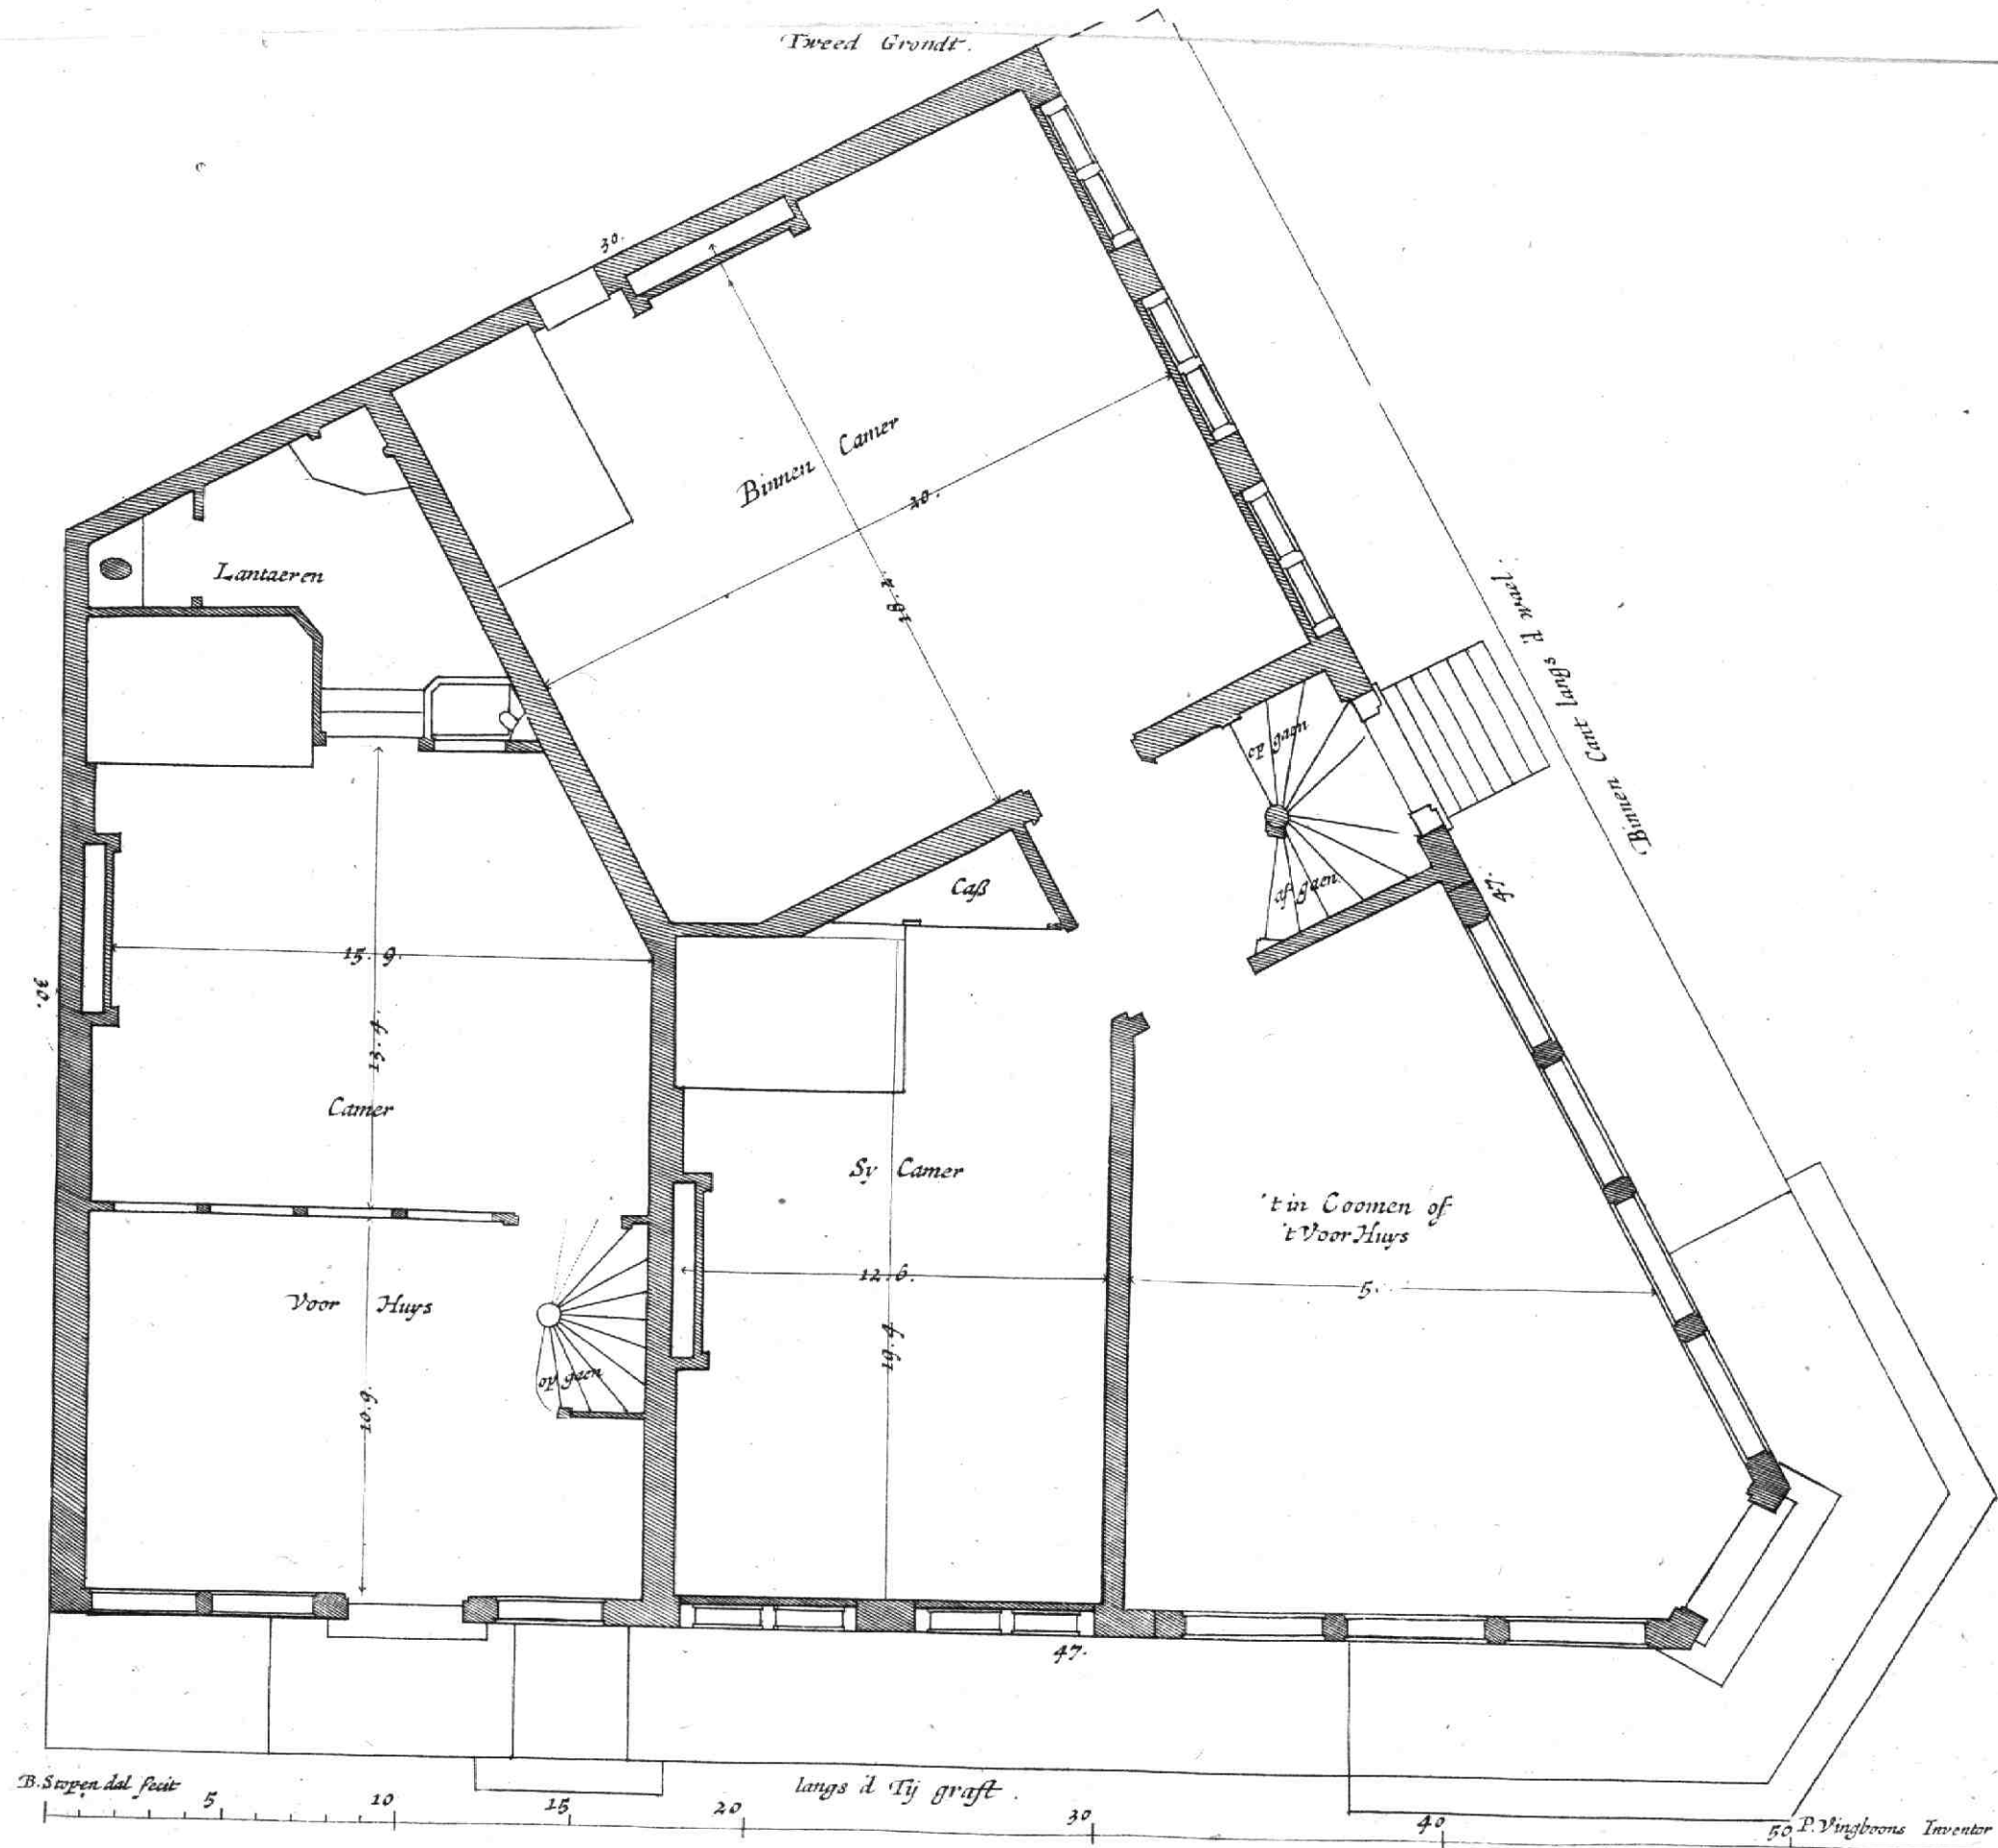 Tweed Grondt.
30.
Binnen Camer
20.
18.2.
Lantaeren
op gaen
af gaen.
Binnen Cant langs d wael.
Caß
47.
30.
15.9.
13.4.
Camer
Sy Camer
't in Coomen of
't Voor Huys
12.6.
5.
19.4
Voor Huys
op gaen
10.9.
47.
langs d Tij graft.
B. Stopendal fecit
5 10 15 20 30 40 50
P. Vingboons Inventor